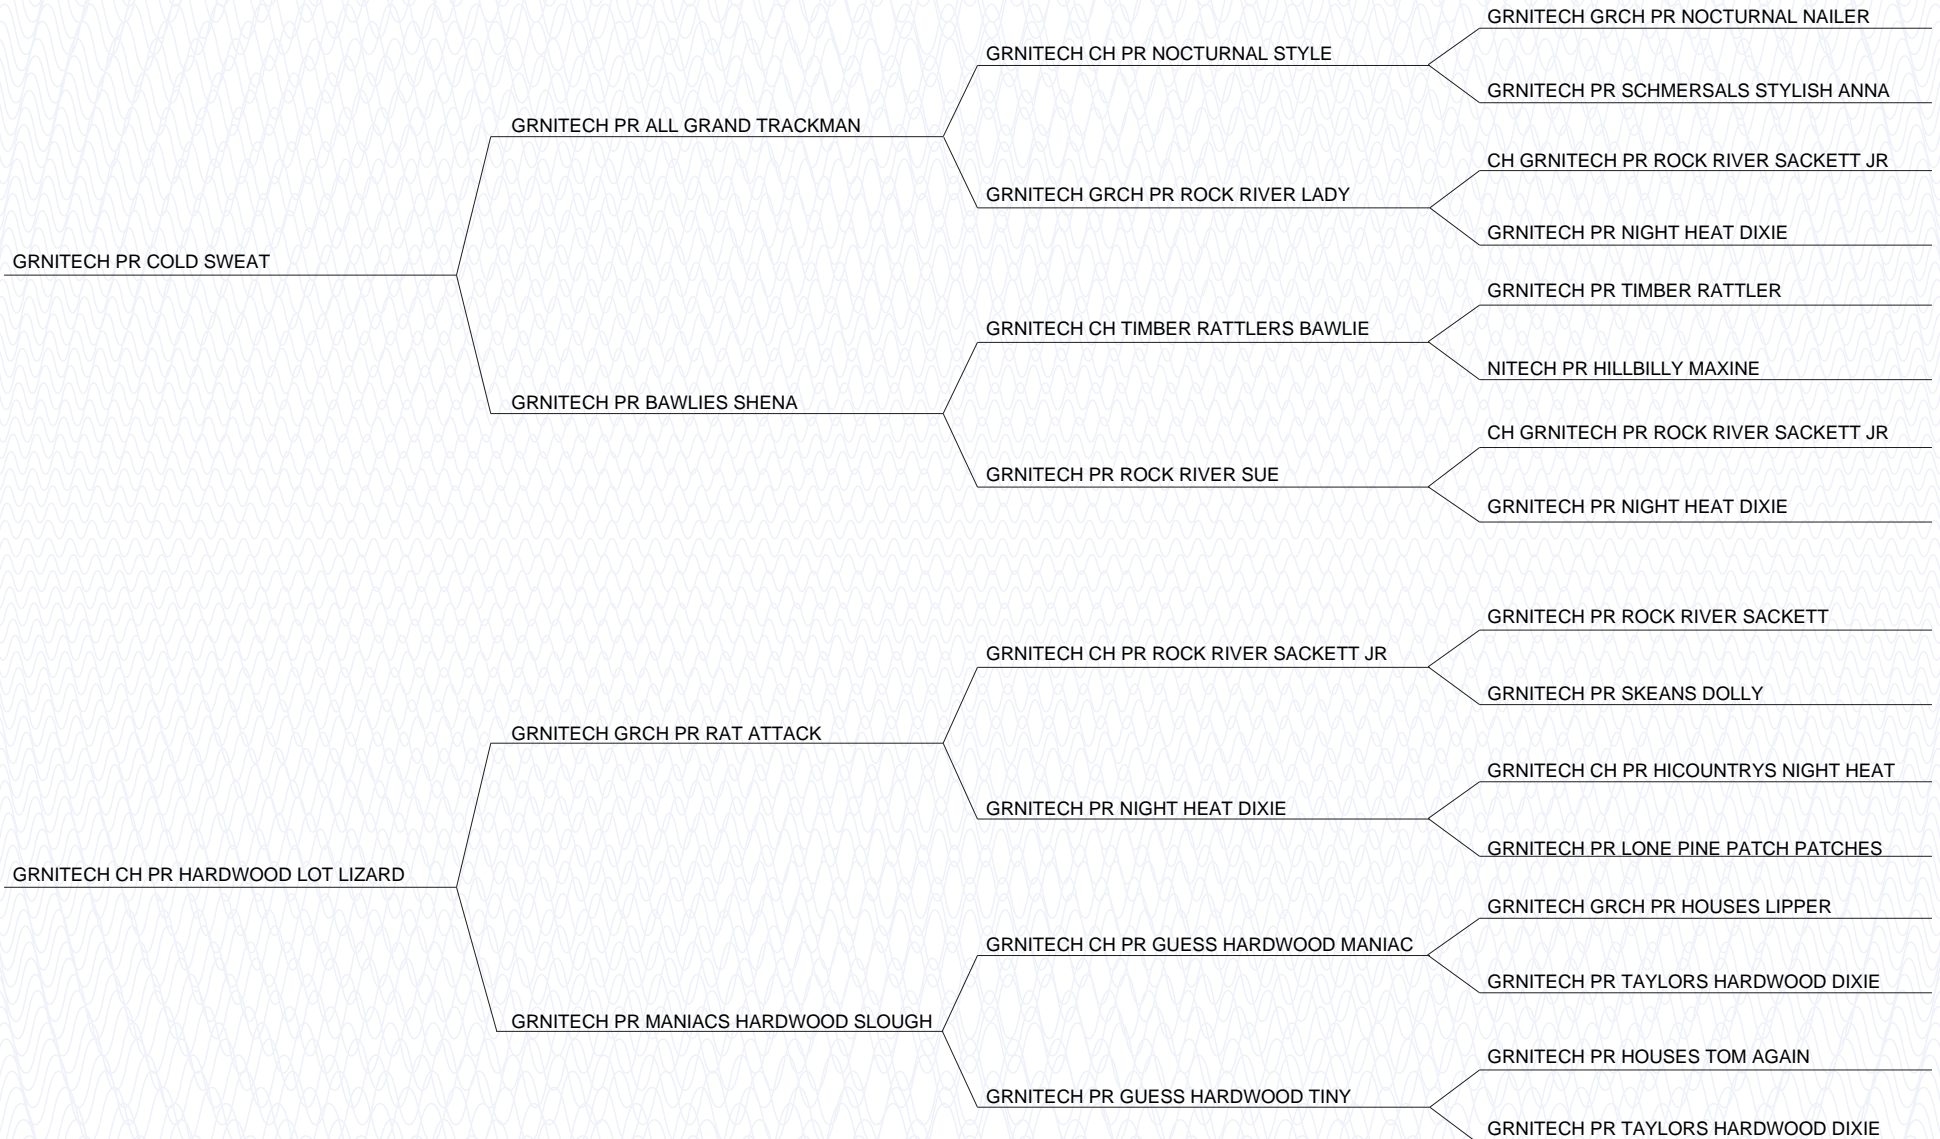 GRNITECH GRCH PR NOCTURNAL NAILER
GRNITECH CH PR NOCTURNAL STYLE
GRNITECH PR SCHMERSALS STYLISH ANNA
GRNITECH PR ALL GRAND TRACKMAN
CH GRNITECH PR ROCK RIVER SACKETT JR
GRNITECH GRCH PR ROCK RIVER LADY
GRNITECH PR NIGHT HEAT DIXIE
GRNITECH PR COLD SWEAT
GRNITECH PR TIMBER RATTLER
GRNITECH CH TIMBER RATTLERS BAWLIE
NITECH PR HILLBILLY MAXINE
GRNITECH PR BAWLIES SHENA
CH GRNITECH PR ROCK RIVER SACKETT JR
GRNITECH PR ROCK RIVER SUE
GRNITECH PR NIGHT HEAT DIXIE
GRNITECH PR ROCK RIVER SACKETT
GRNITECH CH PR ROCK RIVER SACKETT JR
GRNITECH PR SKEANS DOLLY
GRNITECH GRCH PR RAT ATTACK
GRNITECH CH PR HICOUNTRYS NIGHT HEAT
GRNITECH PR NIGHT HEAT DIXIE
GRNITECH PR LONE PINE PATCH PATCHES
GRNITECH CH PR HARDWOOD LOT LIZARD
GRNITECH GRCH PR HOUSES LIPPER
GRNITECH CH PR GUESS HARDWOOD MANIAC
GRNITECH PR TAYLORS HARDWOOD DIXIE
GRNITECH PR MANIACS HARDWOOD SLOUGH
GRNITECH PR HOUSES TOM AGAIN
GRNITECH PR GUESS HARDWOOD TINY
GRNITECH PR TAYLORS HARDWOOD DIXIE